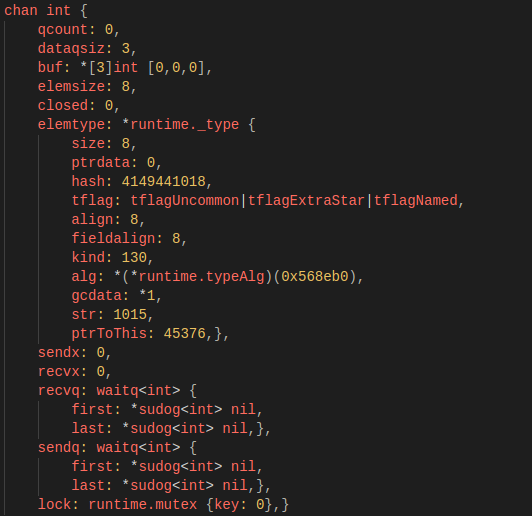 chan int {
    qcount: 0,
    dataqsiz: 3,
    buf: *[3]int [0,0,0],
    elemsize: 8,
    closed: 0,
    elemtype: *runtime._type {
        size: 8,
        ptrdata: 0,
        hash: 4149441018,
        tflag: tflagUncommon|tflagExtraStar|tflagNamed,
        align: 8,
        fieldalign: 8,
        kind: 130,
        alg: *(*runtime.typeAlg)(0x568eb0),
        gcdata: *1,
        str: 1015,
        ptrToThis: 45376,},
    sendx: 0,
    recvx: 0,
    recvq: waitq<int> {
        first: *sudog<int> nil,
        last: *sudog<int> nil,},
    sendq: waitq<int> {
        first: *sudog<int> nil,
        last: *sudog<int> nil,},
    lock: runtime.mutex {key: 0},}